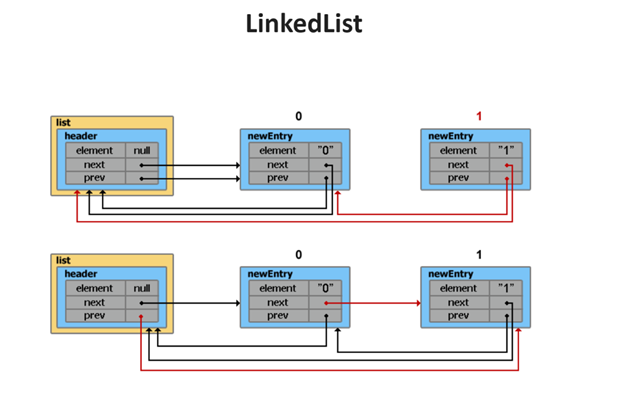 LinkedList
0 1
list
header newEntry newEntry
element null element "0" element "1"
next next next
prev prev prev
0 1
list
header newEntry newEntry
element null element "0" element "1"
next next next
prev prev prev